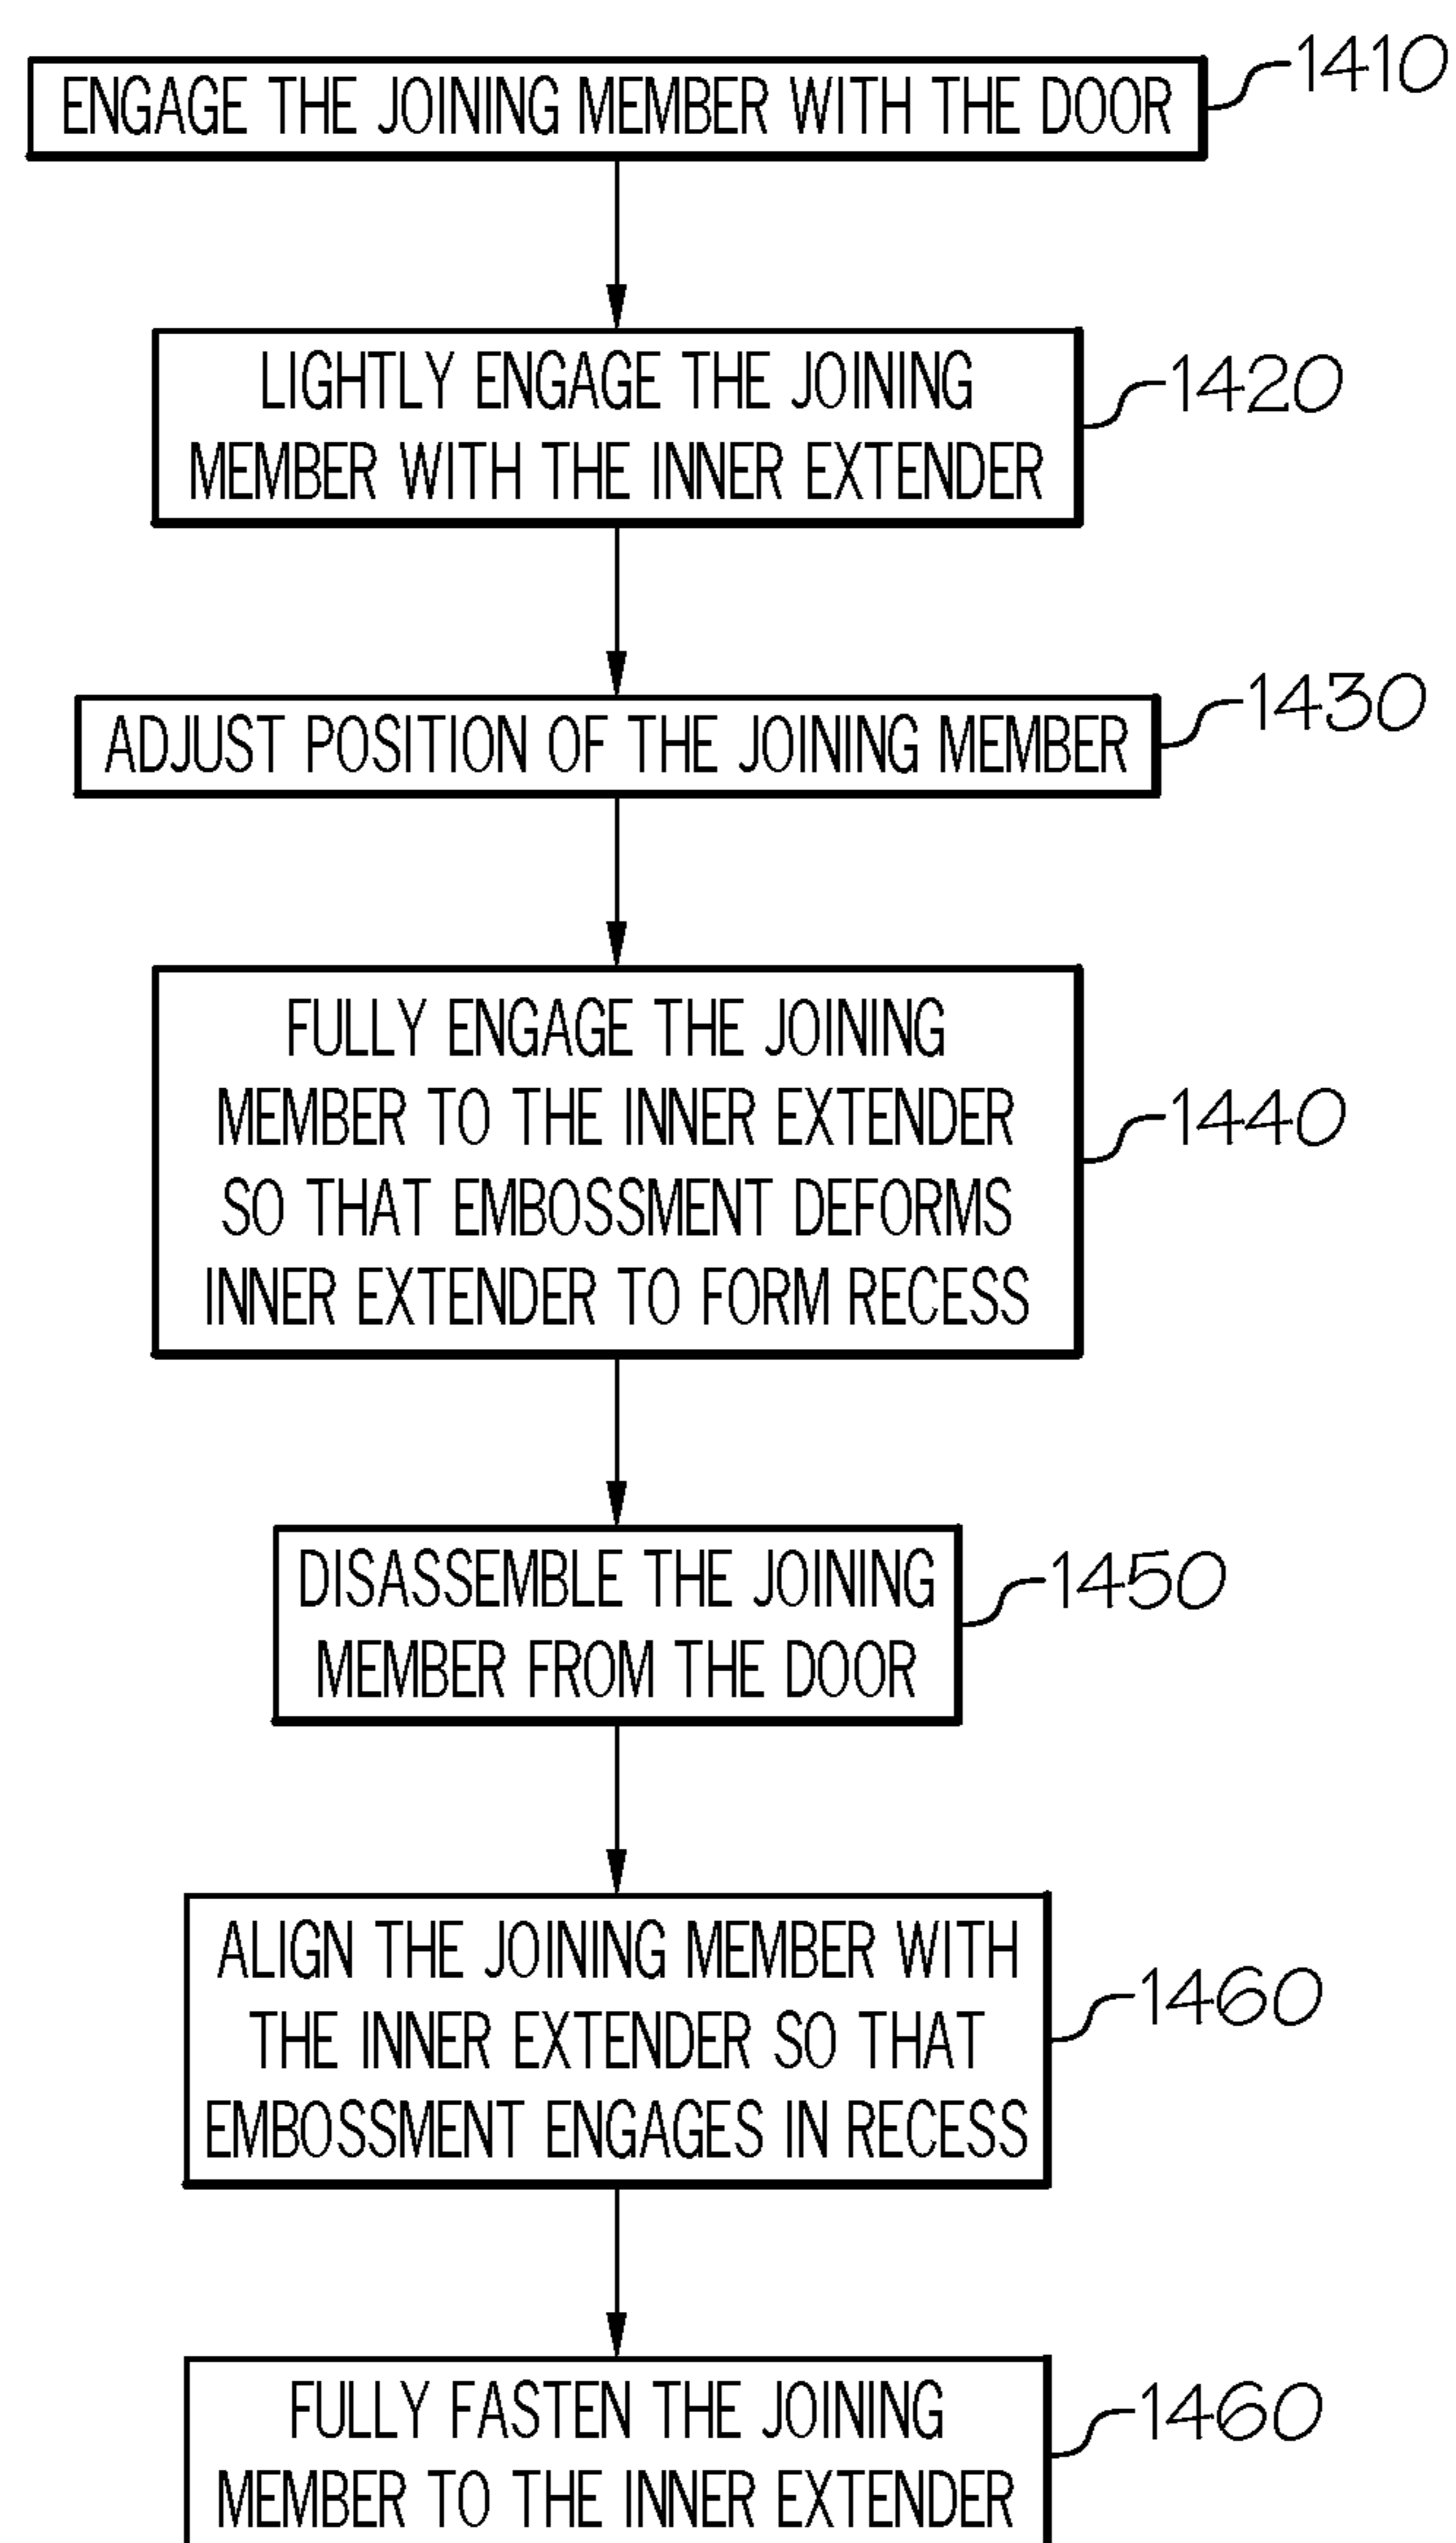 ENGAGE THE JOINING MEMBER WITH THE DOOR
1410
LIGHTLY ENGAGE THE JOINING
MEMBER WITH THE INNER EXTENDER
1420
ADJUST POSITION OF THE JOINING MEMBER
1430
FULLY ENGAGE THE JOINING
MEMBER TO THE INNER EXTENDER
SO THAT EMBOSSMENT DEFORMS
INNER EXTENDER TO FORM RECESS
1440
DISASSEMBLE THE JOINING
MEMBER FROM THE DOOR
1450
ALIGN THE JOINING MEMBER WITH
THE INNER EXTENDER SO THAT
EMBOSSMENT ENGAGES IN RECESS
1460
FULLY FASTEN THE JOINING
MEMBER TO THE INNER EXTENDER
1460